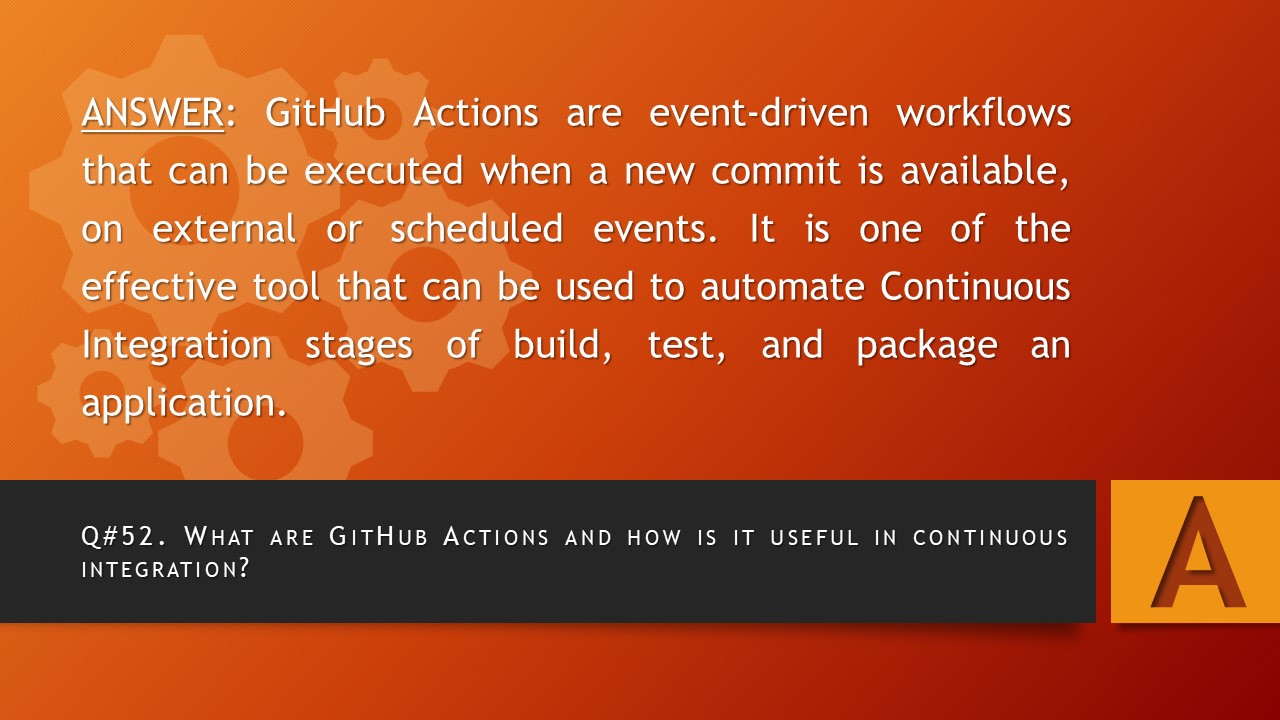 ANSWER: GitHub Actions are event-driven workflows
that can be executed when a new commit is available,
on external or scheduled events. It is one of the
effective tool that can be used to automate Continuous
Integration stages of build, test, and package an
application.
Q#52. What are GitHub Actions and how is it useful in continuous
integration?
A